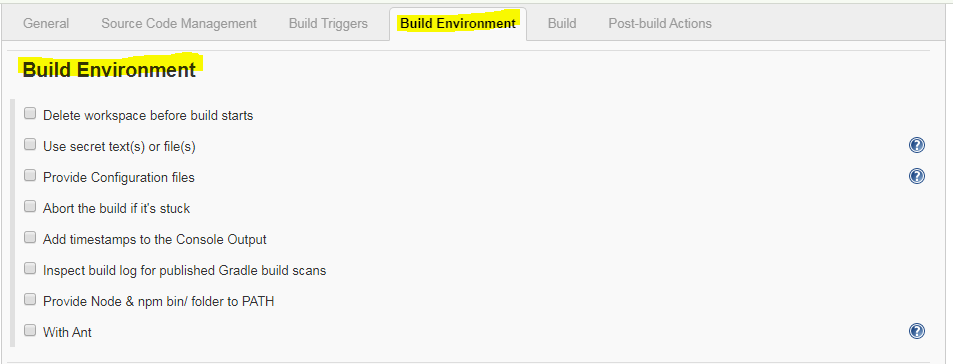 General Source Code Management Build Triggers Build Environment Build Post-build Actions
Build Environment
Delete workspace before build starts
Use secret text(s) or file(s)
Provide Configuration files
Abort the build if it's stuck
Add timestamps to the Console Output
Inspect build log for published Gradle build scans
Provide Node & npm bin/ folder to PATH
With Ant